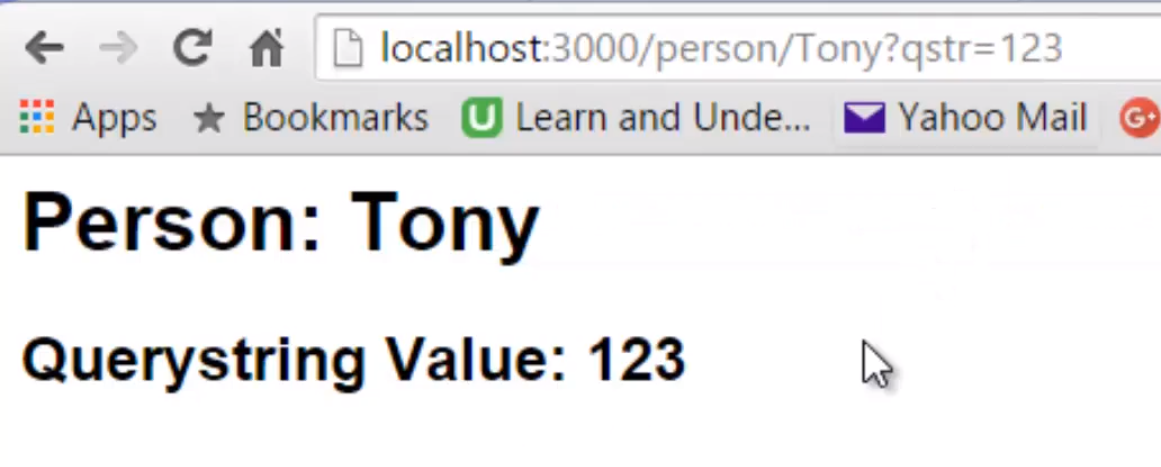 localhost:3000/person/Tony?qstr=123
Apps Bookmarks Learn and Unde... Yahoo Mail G+
Person: Tony
Querystring Value: 123